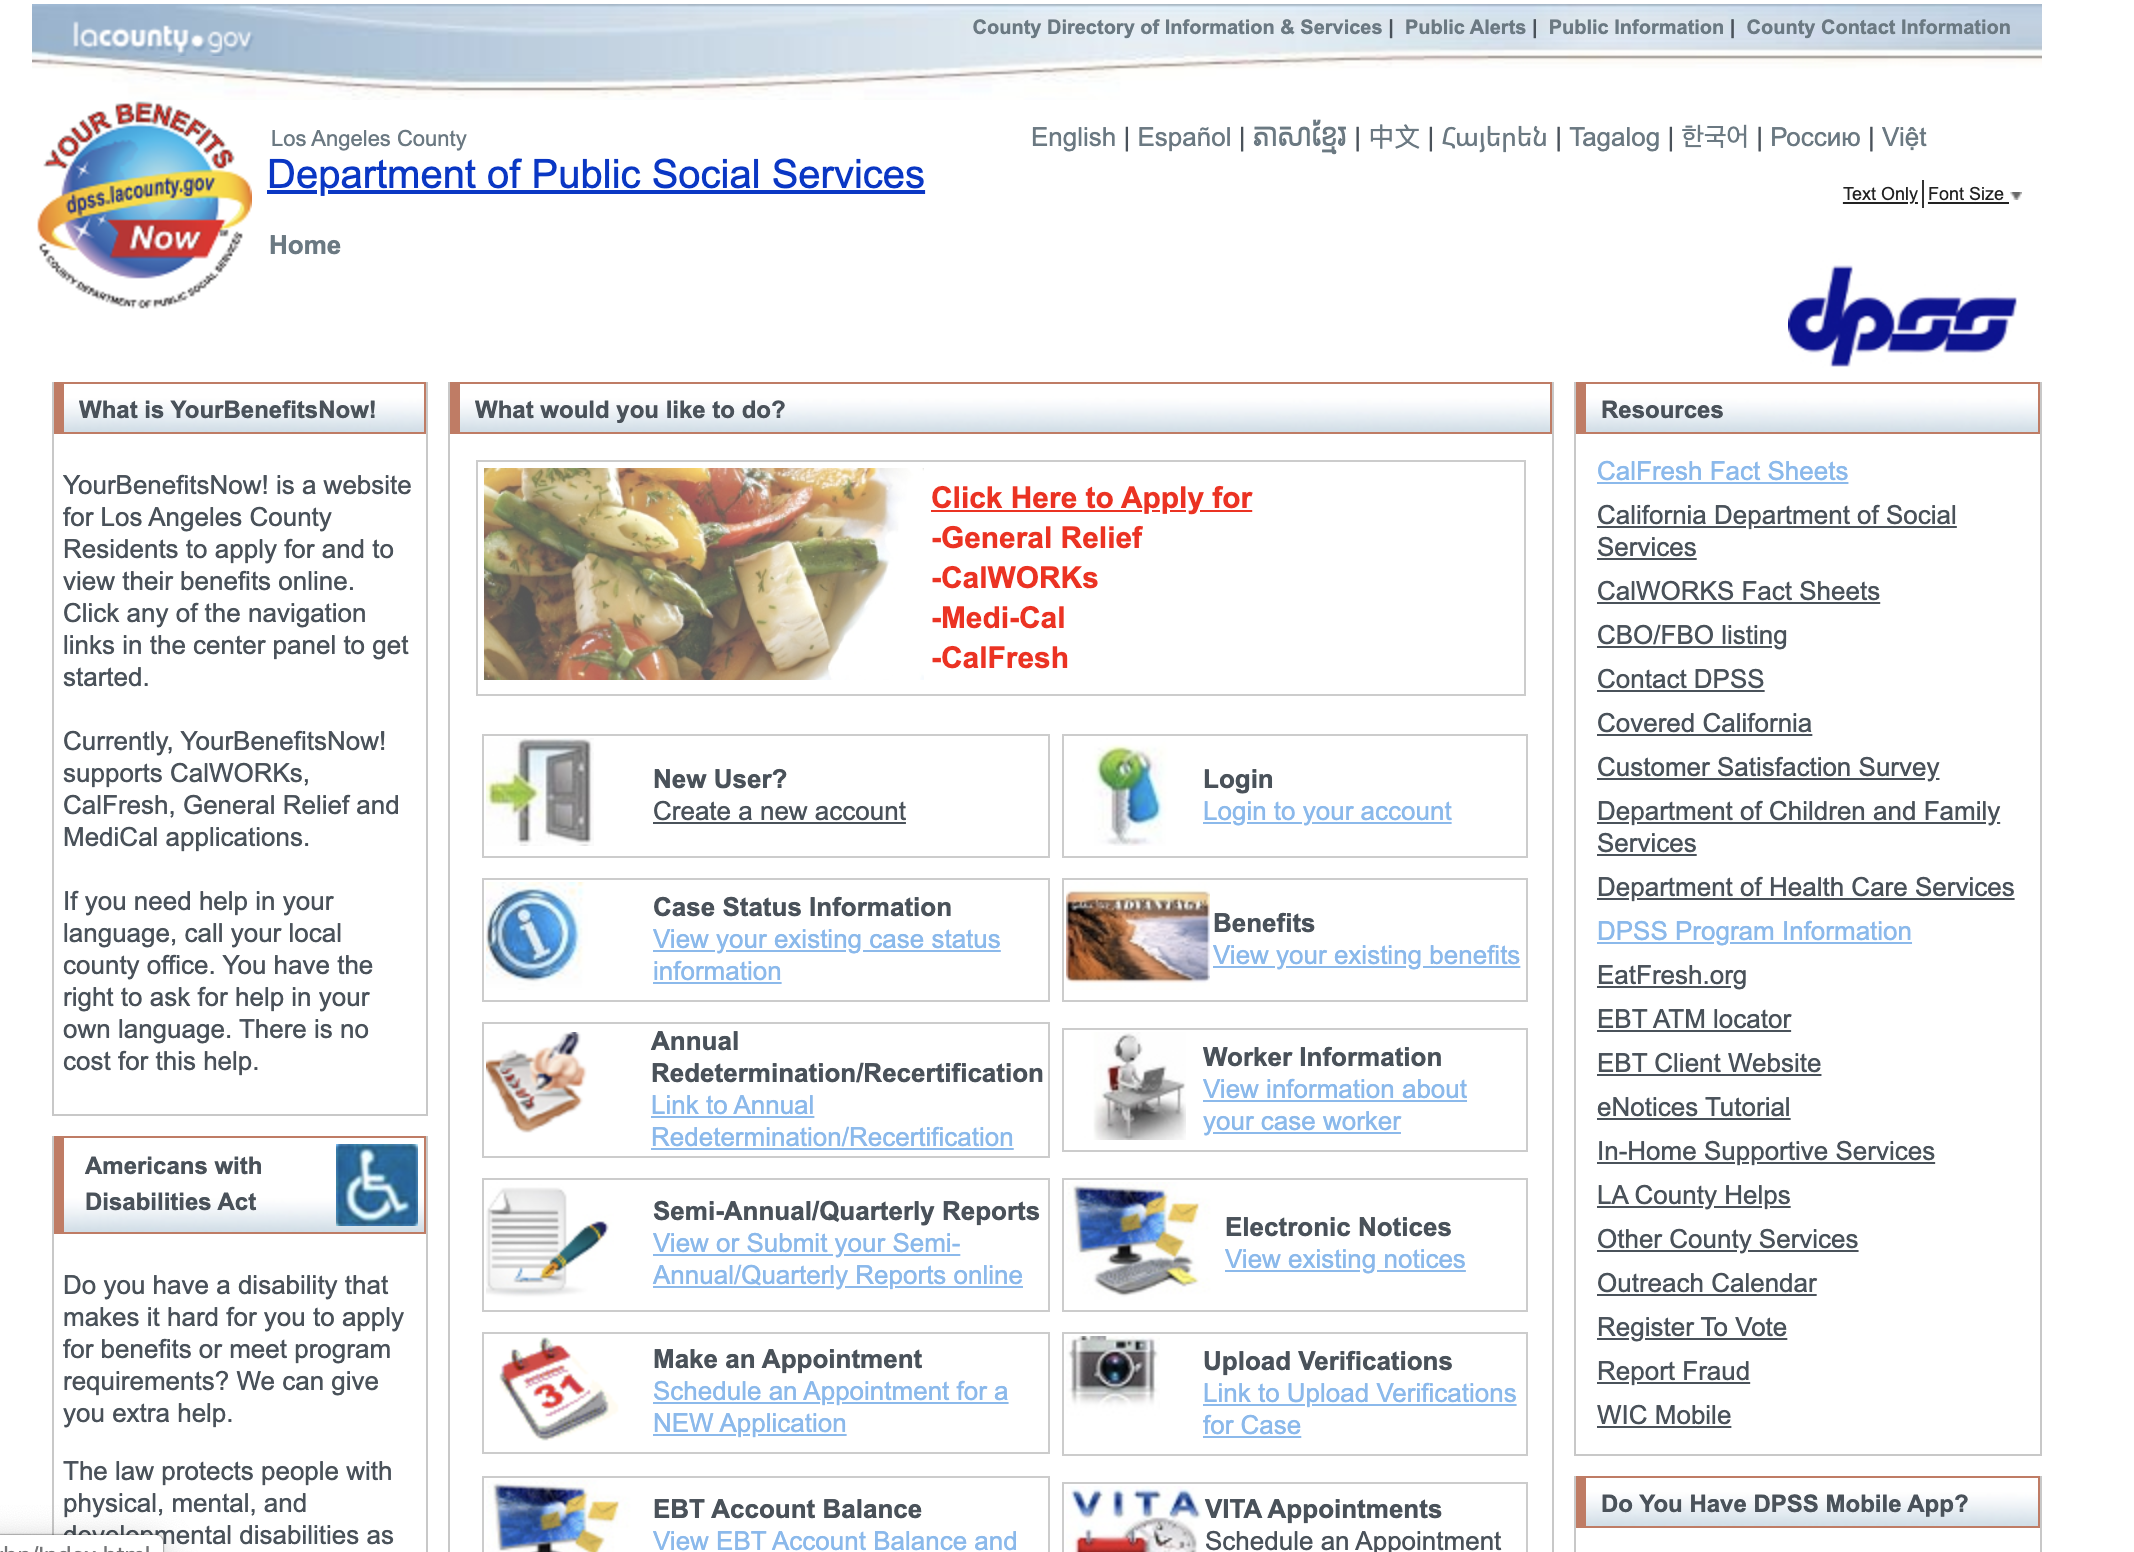 lacounty.gov
County Directory of Information & Services | Public Alerts | Public Information | County Contact Information
YOUR BENEFITS
dpss.lacounty.gov
Now
LA COUNTY DEPARTMENT OF PUBLIC SOCIAL SERVICES
Los Angeles County
Department of Public Social Services
Home
English | Español | ភាសាខ្មែរ | 中文 | Հայերեն | Tagalog | 한국어 | Россию | Việt
Text Only | Font Size
dpss
What is YourBenefitsNow!
YourBenefitsNow! is a website
for Los Angeles County
Residents to apply for and to
view their benefits online.
Click any of the navigation
links in the center panel to get
started.
Currently, YourBenefitsNow!
supports CalWORKs,
CalFresh, General Relief and
MediCal applications.
If you need help in your
language, call your local
county office. You have the
right to ask for help in your
own language. There is no
cost for this help.
Americans with
Disabilities Act
Do you have a disability that
makes it hard for you to apply
for benefits or meet program
requirements? We can give
you extra help.
The law protects people with
physical, mental, and
developmental disabilities as
What would you like to do?
Click Here to Apply for
-General Relief
-CalWORKs
-Medi-Cal
-CalFresh
New User?
Create a new account
Login
Login to your account
Case Status Information
View your existing case status
information
ADVANTAGE
Benefits
View your existing benefits
Annual
Redetermination/Recertification
Link to Annual
Redetermination/Recertification
Worker Information
View information about
your case worker
Semi-Annual/Quarterly Reports
View or Submit your Semi-
Annual/Quarterly Reports online
Electronic Notices
View existing notices
31
Make an Appointment
Schedule an Appointment for a
NEW Application
Upload Verifications
Link to Upload Verifications
for Case
EBT Account Balance
View EBT Account Balance and
VITA
VITA Appointments
Schedule an Appointment
Resources
CalFresh Fact Sheets
California Department of Social
Services
CalWORKS Fact Sheets
CBO/FBO listing
Contact DPSS
Covered California
Customer Satisfaction Survey
Department of Children and Family
Services
Department of Health Care Services
DPSS Program Information
EatFresh.org
EBT ATM locator
EBT Client Website
eNotices Tutorial
In-Home Supportive Services
LA County Helps
Other County Services
Outreach Calendar
Register To Vote
Report Fraud
WIC Mobile
Do You Have DPSS Mobile App?